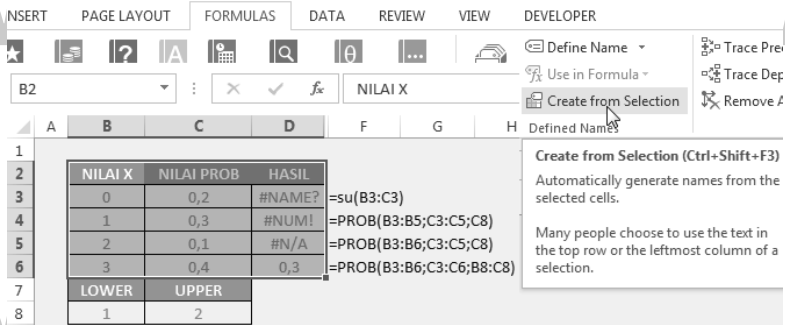 NSERT PAGE LAYOUT FORMULAS DATA REVIEW VIEW DEVELOPER
Define Name Trace Pre
Use in Formula Trace Dep
Create from Selection Remove A
Defined Names
B2 fx NILAI X
A B C D F G H
Create from Selection (Ctrl+Shift+F3)
Automatically generate names from the
selected cells.
Many people choose to use the text in
the top row or the leftmost column of a
selection.
1
2 NILAI X NILAI PROB HASIL
3 0 0,2 #NAME? =su(B3:C3)
4 1 0,3 #NUM! =PROB(B3:B5;C3:C5;C8)
5 2 0,1 #N/A =PROB(B3:B6;C3:C5;C8)
6 3 0,4 0,3 =PROB(B3:B6;C3:C6;B8:C8)
7 LOWER UPPER
8 1 2